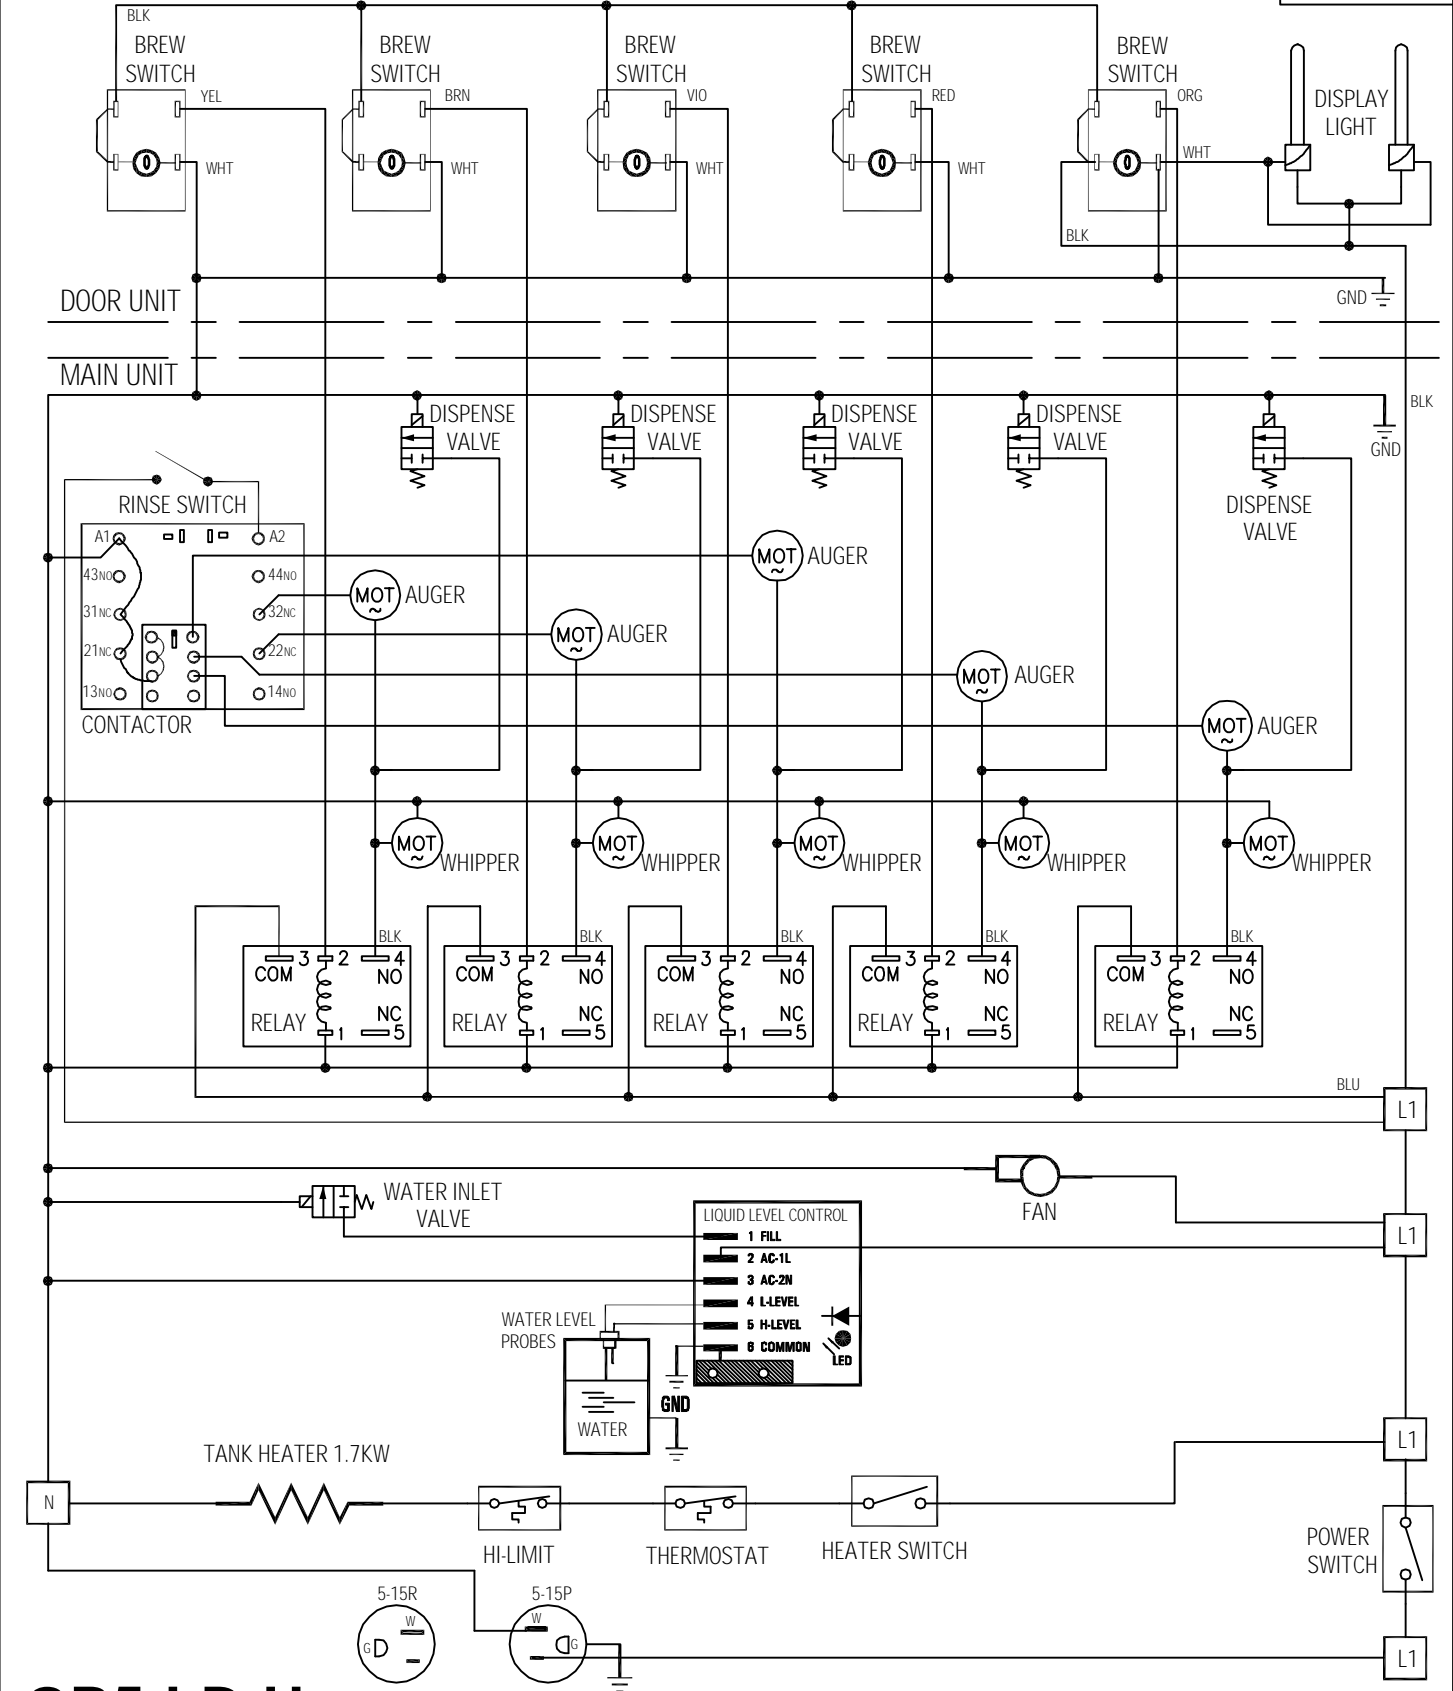 BLK
BREW
SWITCH
BREW
SWITCH
BREW
SWITCH
BREW
SWITCH
BREW
SWITCH
YEL
BRN
VIO
RED
ORG
DISPLAY
LIGHT
WHT
WHT
WHT
WHT
WHT
BLK
GND
DOOR UNIT
MAIN UNIT
BLK
DISPENSE
VALVE
DISPENSE
VALVE
DISPENSE
VALVE
DISPENSE
VALVE
GND
DISPENSE
VALVE
RINSE SWITCH
A1
A2
43NO
44NO
31NC
32NC
21NC
22NC
13NO
14NO
CONTACTOR
MOT
~
AUGER
MOT
~
AUGER
MOT
~
AUGER
MOT
~
AUGER
MOT
~
AUGER
MOT
~
WHIPPER
MOT
~
WHIPPER
MOT
~
WHIPPER
MOT
~
WHIPPER
MOT
~
WHIPPER
BLK
BLK
BLK
BLK
BLK
3 2 4
COM NO
NC
RELAY 1 5
3 2 4
COM NO
NC
RELAY 1 5
3 2 4
COM NO
NC
RELAY 1 5
3 2 4
COM NO
NC
RELAY 1 5
3 2 4
COM NO
NC
RELAY 1 5
BLU
L1
WATER INLET
VALVE
FAN
L1
LIQUID LEVEL CONTROL
1 FILL
2 AC-1L
3 AC-2N
4 L-LEVEL
5 H-LEVEL
6 COMMON
LED
WATER LEVEL
PROBES
GND
WATER
L1
TANK HEATER 1.7KW
N
HI-LIMIT
THERMOSTAT
HEATER SWITCH
POWER
SWITCH
5-15R
W
G
5-15P
W
G
L1